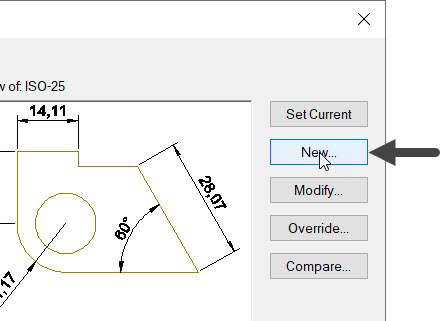 w of: ISO-25
14,11
28,07
60°
,17
Set Current
New...
Modify...
Override...
Compare...